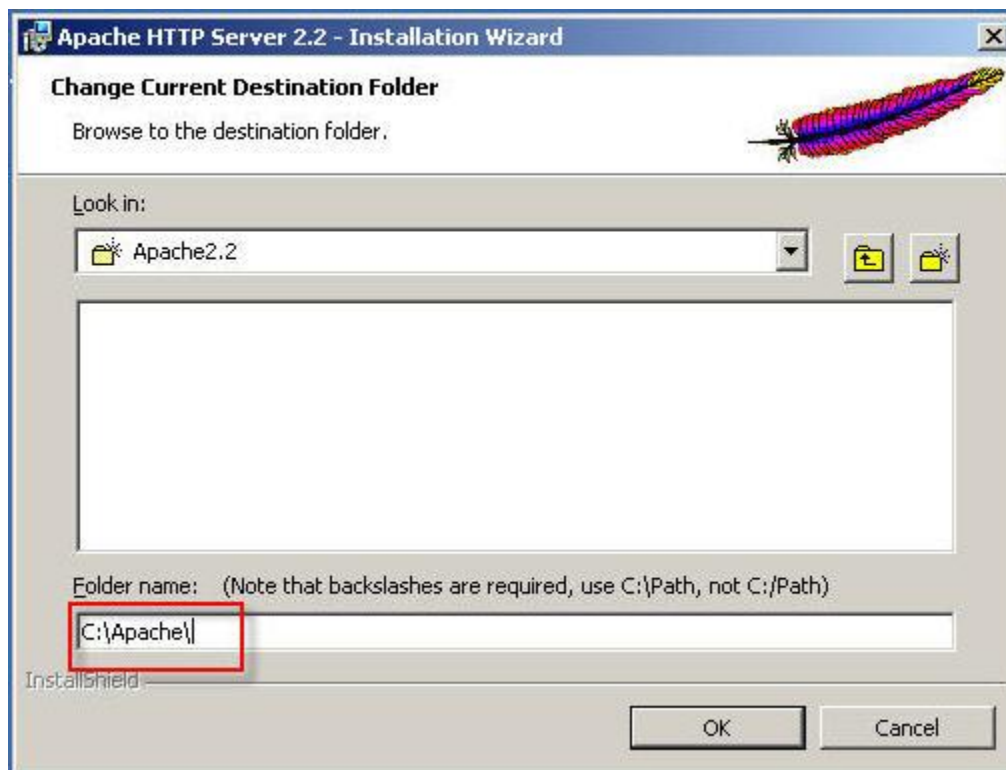 Apache HTTP Server 2.2 - Installation Wizard
Change Current Destination Folder
Browse to the destination folder.
Look in:
Apache2.2
Folder name: (Note that backslashes are required, use C:\Path, not C:/Path)
C:\Apache\
InstallShield
OK Cancel